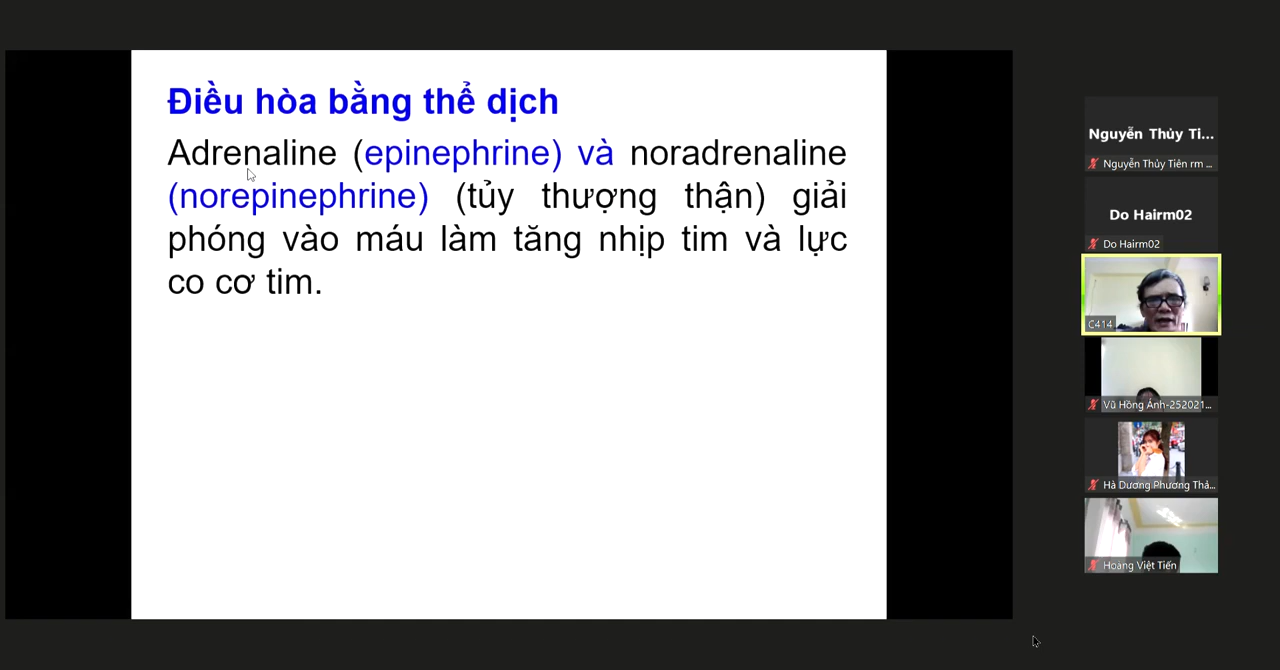 Điều hòa bằng thể dịch
Adrenaline (epinephrine) và noradrenaline
(norepinephrine) (tủy thượng thận) giải
phóng vào máu làm tăng nhịp tim và lực
co cơ tim.
Nguyễn Thủy Ti...
Nguyễn Thủy Tiên rm ...
Do Hairm02
Do Hairm02
C414
Vũ Hồng Ánh-252021...
Hà Dương Phương Thả...
Hoàng Việt Tiến